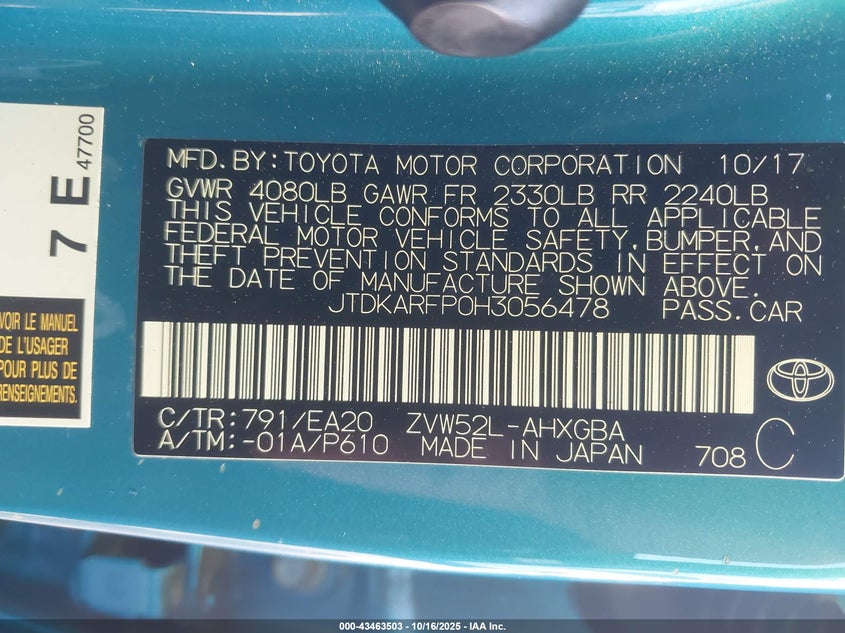 7 E 47700
VOIR LE MANUEL
DE L'USAGER
POUR PLUS DE
RENSEIGNEMENTS.
MFD.BY:TOYOTA MOTOR CORPORATION 10/17
GVWR 4080LB GAWR FR 2330LB RR 2240LB
THIS VEHICLE CONFORMS TO ALL APPLICABLE
FEDERAL MOTOR VEHICLE SAFETY,BUMPER,AND
THEFT PREVENTION STANDARDS IN EFFECT ON
THE DATE OF MANUFACTURE SHOWN ABOVE.
JTDKARFP0H3056478 PASS.CAR
C/TR:791/EA20 ZVW52L-AHXGBA
A/TM:-01A/P610 MADE IN JAPAN 708 C
000-43463503 - 10/16/2025 - IAA Inc.